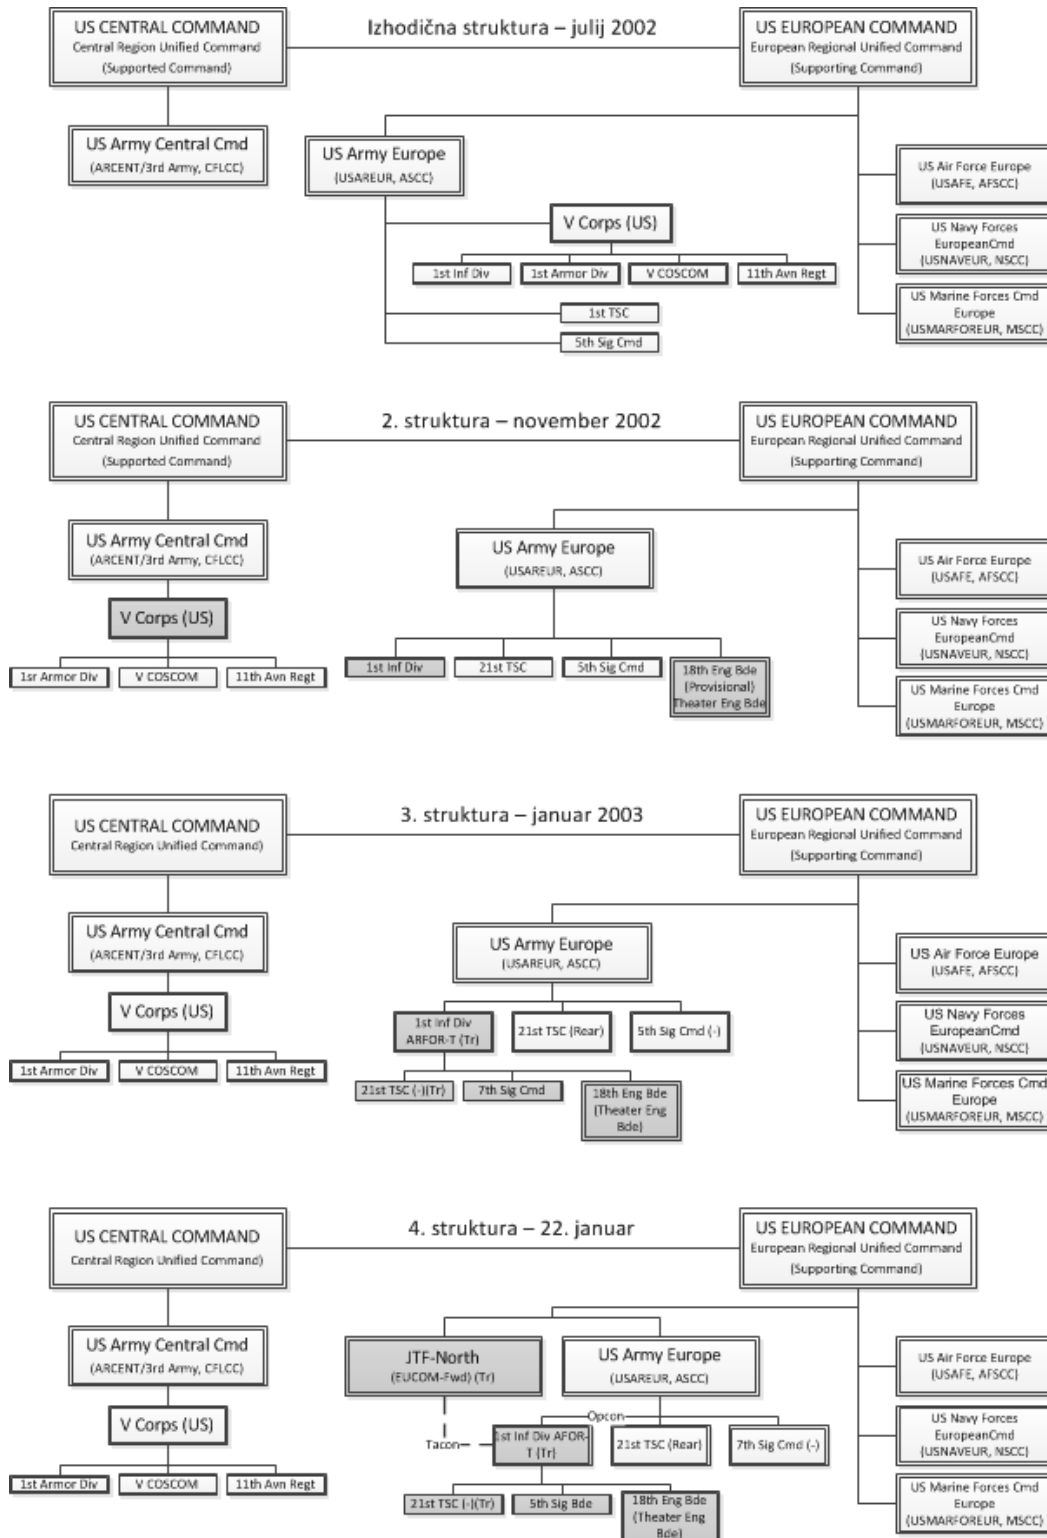 US CENTRAL COMMAND
Central Region Unified Command
(Supported Command)
Izhodična struktura – julij 2002
US EUROPEAN COMMAND
European Regional Unified Command
(Supporting Command)
US Army Central Cmd
(ARCENT/3rd Army, CFLCC)
US Army Europe
(USAREUR, ASCC)
V Corps (US)
1st Inf Div
1st Armor Div
V COSCOM
11th Avn Regt
1st TSC
5th Sig Cmd
US Air Force Europe
(USAFE, AFSCC)
US Navy Forces
EuropeanCmd
(USNAVEUR, NSCC)
US Marine Forces Cmd
Europe
(USMARFOREUR, MSCC)
US CENTRAL COMMAND
Central Region Unified Command
(Supported Command)
2. struktura – november 2002
US EUROPEAN COMMAND
European Regional Unified Command
(Supporting Command)
US Army Central Cmd
(ARCENT/3rd Army, CFLCC)
V Corps (US)
1sr Armor Div
V COSCOM
11th Avn Regt
US Army Europe
(USAREUR, ASCC)
1st Inf Div
21st TSC
5th Sig Cmd
18th Eng Bde
(Provisional)
Theater Eng Bde
US Air Force Europe
(USAFE, AFSCC)
US Navy Forces
EuropeanCmd
(USNAVEUR, NSCC)
US Marine Forces Cmd
Europe
(USMARFOREUR, MSCC)
US CENTRAL COMMAND
Central Region Unified Command)
3. struktura – januar 2003
US EUROPEAN COMMAND
European Regional Unified Command
(Supporting Command)
US Army Central Cmd
(ARCENT/3rd Army, CFLCC)
V Corps (US)
1st Armor Div
V COSCOM
11th Avn Regt
US Army Europe
(USAREUR, ASCC)
1st Inf Div
ARFOR-T (Tr)
21st TSC (Rear)
5th Sig Cmd (-)
21st TSC (-)(Tr)
7th Sig Cmd
18th Eng Bde
(Theater Eng
Bde)
US Air Force Europe
(USAFE, AFSCC)
US Navy Forces
EuropeanCmd
(USNAVEUR, NSCC)
US Marine Forces Cmd
Europe
(USMARFOREUR, MSCC)
US CENTRAL COMMAND
Central Region Unified Command)
4. struktura – 22. januar
US EUROPEAN COMMAND
European Regional Unified Command
(Supporting Command)
US Army Central Cmd
(ARCENT/3rd Army, CFLCC)
V Corps (US)
1st Armor Div
V COSCOM
11th Avn Regt
JTF-North
(EUCOM-Fwd) (Tr)
US Army Europe
(USAREUR, ASCC)
Opcon
Tacon
1st Inf Div AFOR-
T (Tr)
21st TSC (Rear)
7th Sig Cmd (-)
21st TSC (-)(Tr)
5th Sig Bde
18th Eng Bde
(Theater Eng
Bde)
US Air Force Europe
(USAFE, AFSCC)
US Navy Forces
EuropeanCmd
(USNAVEUR, NSCC)
US Marine Forces Cmd
Europe
(USMARFOREUR, MSCC)